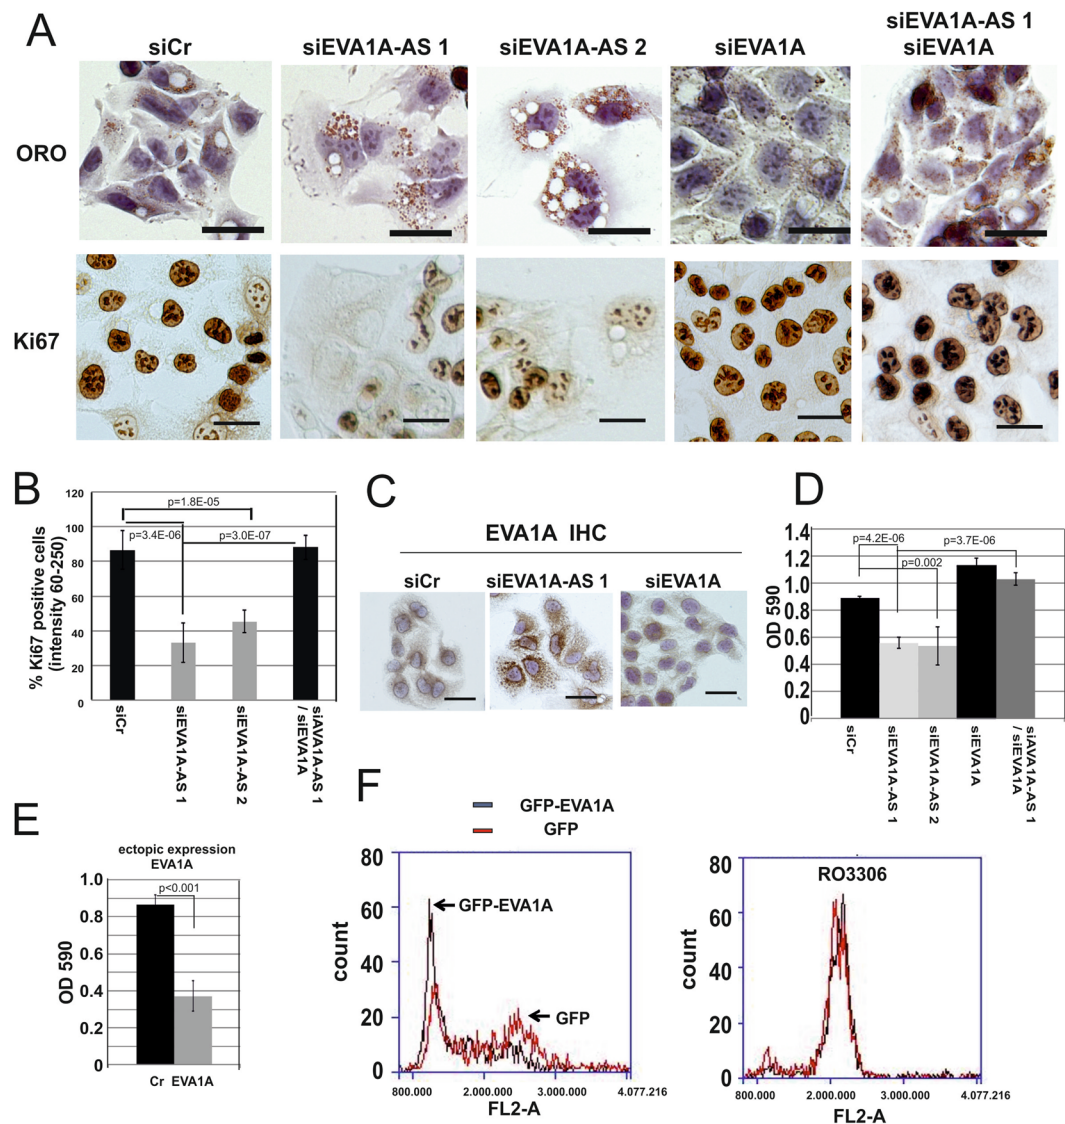 A
siCr
siEVA1A-AS 1
siEVA1A-AS 2
siEVA1A
siEVA1A-AS 1
siEVA1A
ORO
Ki67
B
% Ki67 positive cells
(intensity 60-250)
120
100
80
60
40
20
0
p=1.8E-05
p=3.4E-06
p=3.0E-07
siCr
siEVA1A-AS 1
siEVA1A-AS 2
siAVA1A-AS 1
/ siEVA1A
C
EVA1A IHC
siCr
siEVA1A-AS 1
siEVA1A
D
OD 590
1.4
1.2
1.0
0.8
0.6
0.4
0.2
0
p=4.2E-06
p=3.7E-06
p=0.002
siCr
siEVA1A-AS 1
siEVA1A-AS 2
siEVA1A
siAVA1A-AS 1
/ siEVA1A
E
ectopic expression
EVA1A
OD 590
1.0
0.8
0.6
0.4
0.2
0
p<0.001
Cr EVA1A
F
GFP-EVA1A
GFP
count
80
60
40
20
0
GFP-EVA1A
GFP
800.000
2.000.000
3.000.000
4.077.216
FL2-A
RO3306
count
80
60
40
20
0
800.000
2.000.000
3.000.000
4.077.216
FL2-A